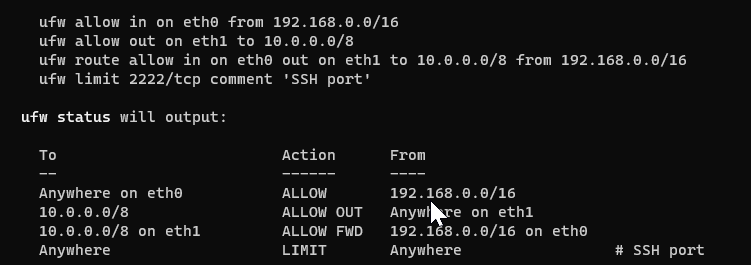 ufw allow in on eth0 from 192.168.0.0/16
ufw allow out on eth1 to 10.0.0.0/8
ufw route allow in on eth0 out on eth1 to 10.0.0.0/8 from 192.168.0.0/16
ufw limit 2222/tcp comment 'SSH port'
ufw status will output:
To Action From
-- ------ ----
Anywhere on eth0 ALLOW 192.168.0.0/16
10.0.0.0/8 ALLOW OUT Anywhere on eth1
10.0.0.0/8 on eth1 ALLOW FWD 192.168.0.0/16 on eth0
Anywhere LIMIT Anywhere # SSH port